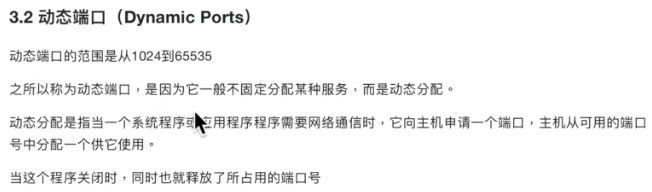 3.2 动态端口（Dynamic Ports）
动态端口的范围是从1024到65535
之所以称为动态端口，是因为它一般不固定分配某种服务，而是动态分配。
动态分配是指当一个系统程序或应用程序程序需要网络通信时，它向主机申请一个端口，主机从可用的端口
号中分配一个供它使用。
当这个程序关闭时，同时也就释放了所占用的端口号